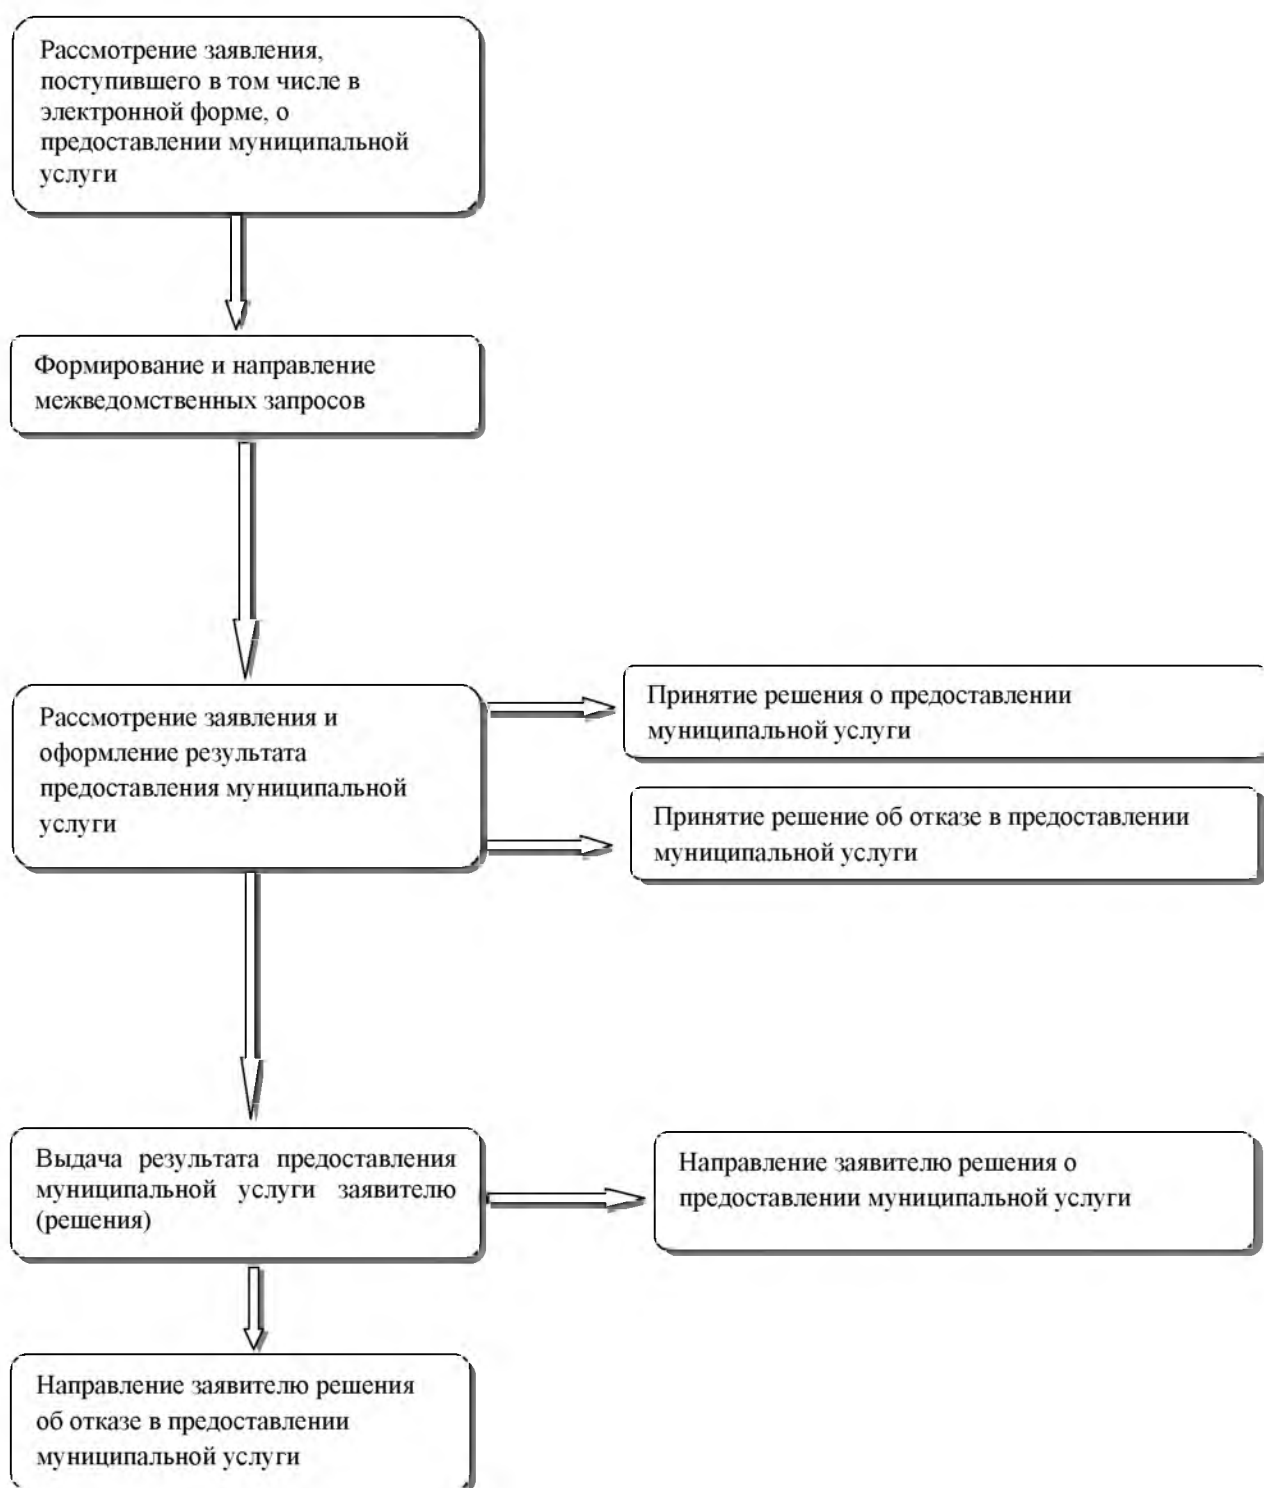 Рассмотрение заявления,
поступившего в том числе в
электронной форме, о
предоставлении муниципальной
услуги
Формирование и направление
межведомственных запросов
Рассмотрение заявления и
оформление результата
предоставления муниципальной
услуги
Принятие решения о предоставлении
муниципальной услуги
Принятие решение об отказе в предоставлении
муниципальной услуги
Выдача результата предоставления
муниципальной услуги заявителю
(решения)
Направление заявителю решения о
предоставлении муниципальной услуги
Направление заявителю решения
об отказе в предоставлении
муниципальной услуги